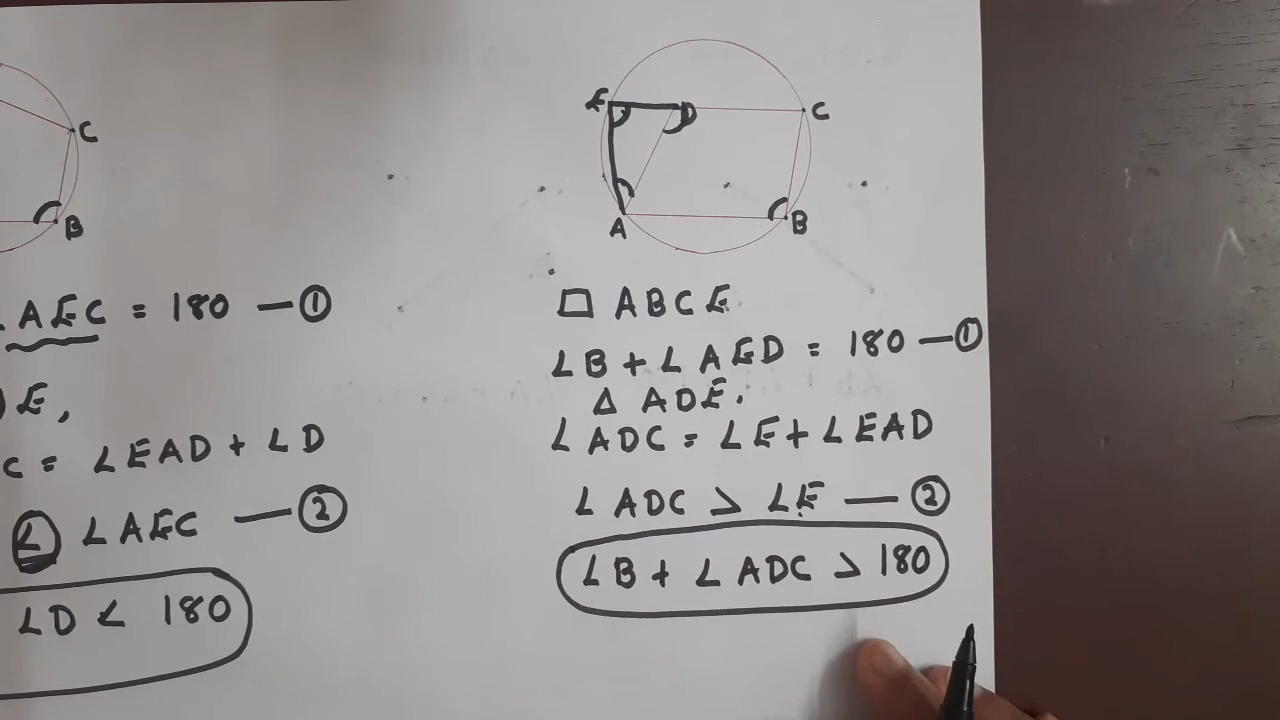 C
B
∠AEC = 180 — ①
E,
C = ∠EAD + ∠D
∠ ∠AEC — ②
∠D < 180
E D C
A B
□ ABCE
∠B + ∠AED = 180 — ①
Δ ADE.
∠ADC = ∠E + ∠EAD
∠ADC > ∠E — ②
∠B + ∠ADC > 180